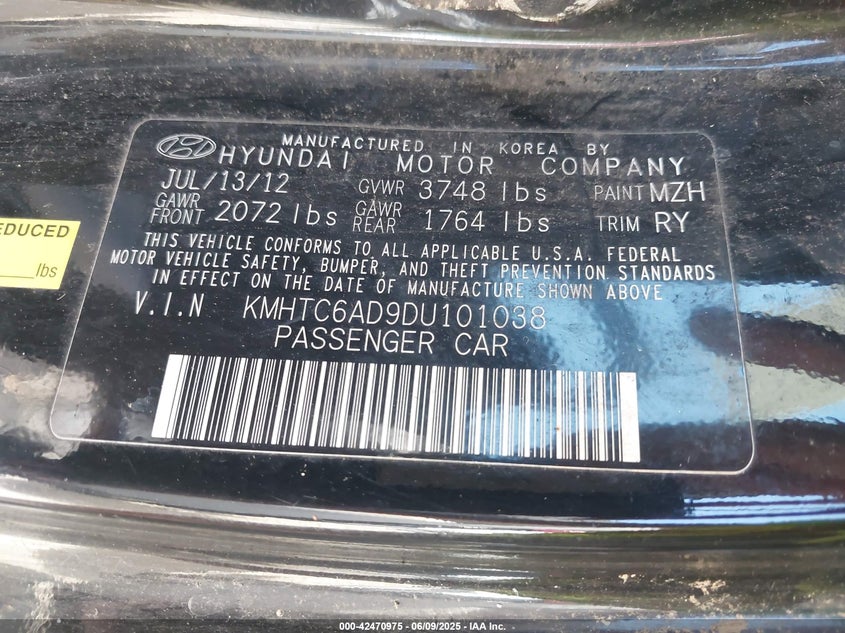 MANUFACTURED IN KOREA BY
HYUNDAI MOTOR COMPANY
JUL/13/12 GVWR 3748 lbs PAINT MZH
GAWR FRONT 2072 lbs GAWR REAR 1764 lbs TRIM RY
THIS VEHICLE CONFORMS TO ALL APPLICABLE U.S.A. FEDERAL
MOTOR VEHICLE SAFETY, BUMPER, AND THEFT PREVENTION STANDARDS
IN EFFECT ON THE DATE OF MANUFACTURE SHOWN ABOVE
V.I.N KMHTC6AD9DU101038
PASSENGER CAR
EDUCED
lbs
000-42470975 - 06/09/2025 - IAA Inc.